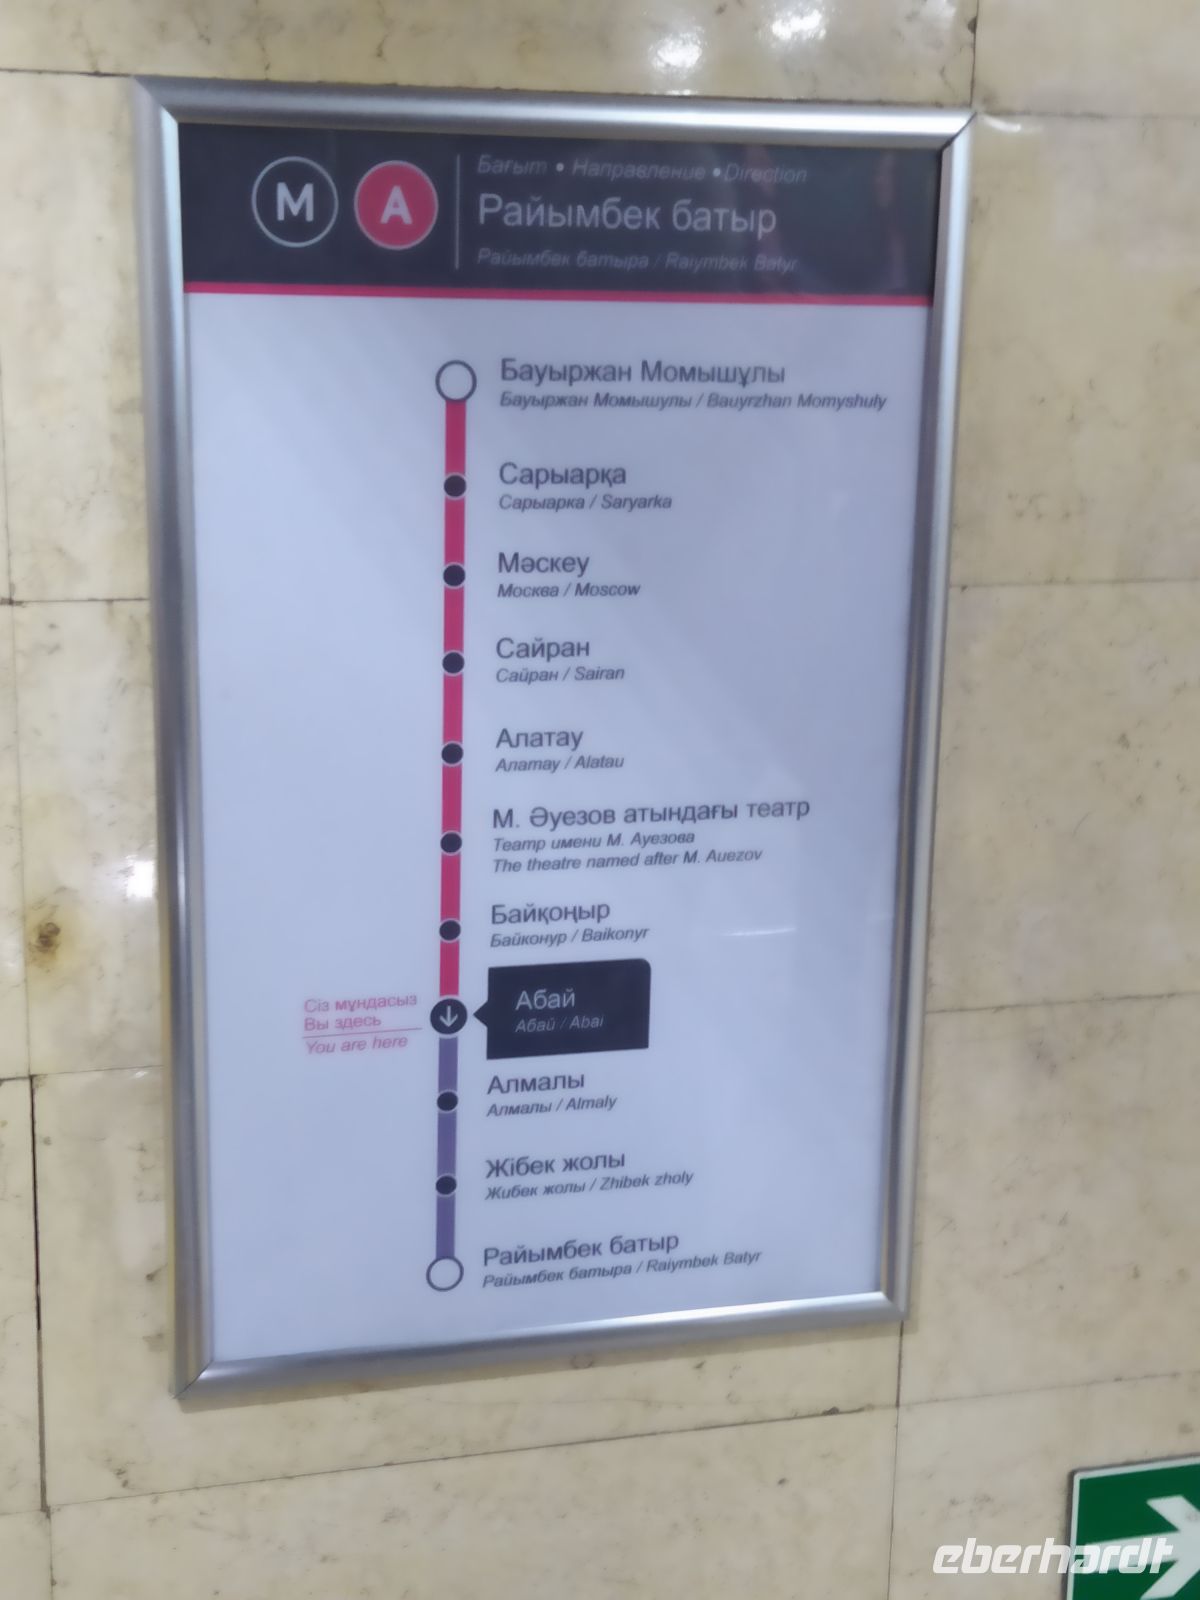 M A
Бағыт • Направление • Direction
Райымбек батыр
Райымбек батыра / Raiymbek Batyr
Бауыржан Момышұлы
Бауыржан Момышулы / Bauyrzhan Momyshuly
Сарыарқа
Сарыарка / Saryarka
Мәскеу
Москва / Moscow
Сайран
Сайран / Sairan
Алатау
Алатау / Alatau
М. Әуезов атындағы театр
Театр имени М. Ауезова
The theatre named after M. Auezov
Байқоңыр
Байконур / Baikonyr
Сіз мұндасыз
Вы здесь
You are here
Абай
Абай / Abai
Алмалы
Алмалы / Almaly
Жібек жолы
Жибек жолы / Zhibek zholy
Райымбек батыр
Райымбек батыра / Raiymbek Batyr
eberhardt